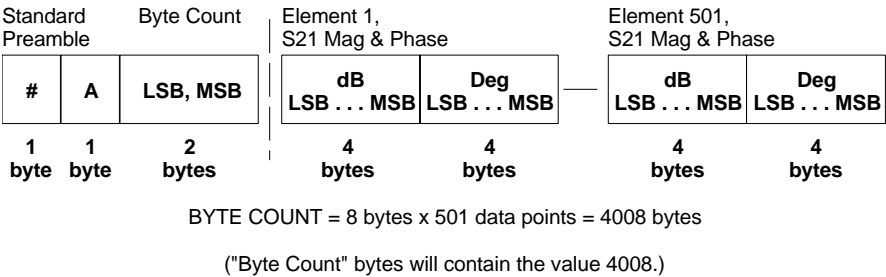 Standard Preamble
Byte Count
Element 1,
S21 Mag & Phase
Element 501,
S21 Mag & Phase
#
A
LSB, MSB
dB
LSB . . . MSB
Deg
LSB . . . MSB
dB
LSB . . . MSB
Deg
LSB . . . MSB
1
byte
1
byte
2
bytes
4
bytes
4
bytes
4
bytes
4
bytes
BYTE COUNT = 8 bytes x 501 data points = 4008 bytes
("Byte Count" bytes will contain the value 4008.)